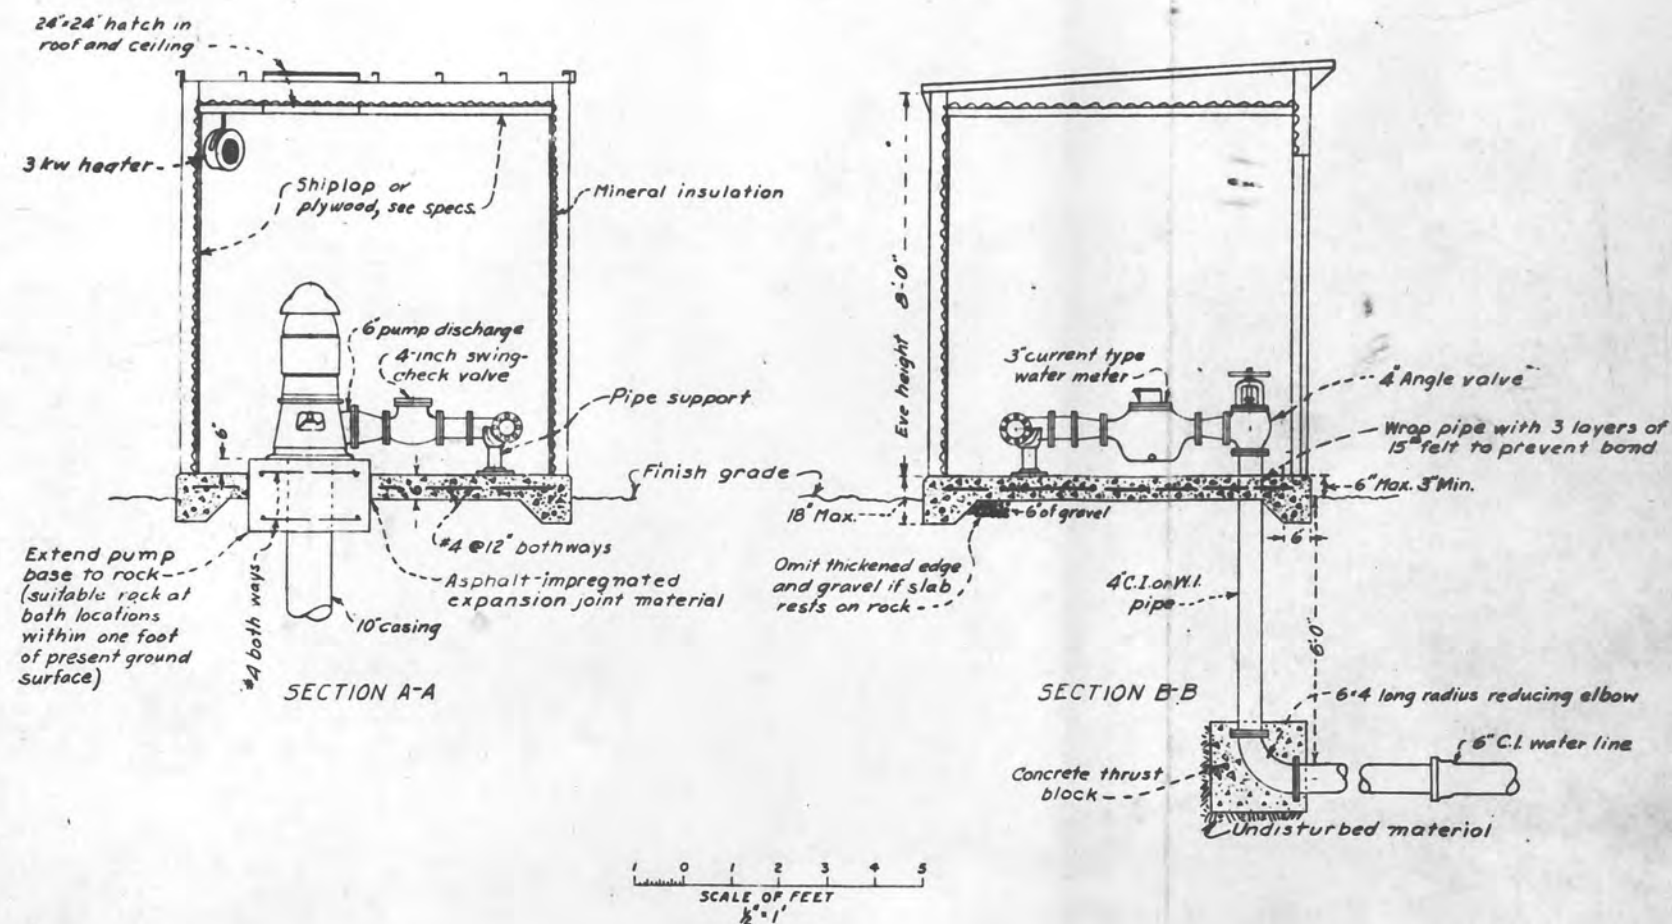 24"×24" hatch in
roof and ceiling
3 kw heater
Shiplap or
plywood, see specs.
Mineral insulation
6" pump discharge
4-inch swing-
check valve
Pipe support
6"
Finish grade
#4 @ 12" bothways
Extend pump
base to rock
(suitable rock at
both locations
within one foot
of present ground
surface)
#4 both ways
Asphalt-impregnated
expansion joint material
10" casing
SECTION A-A
Eve height 8'-0"
3" current type
water meter
4" Angle valve
Wrap pipe with 3 layers of
15# felt to prevent bond
6" Max. 3" Min.
18" Max.
6" of gravel
6"
Omit thickened edge
and gravel if slab
rests on rock
4" C.I. or W.I.
pipe
6'-0"
SECTION B-B
6×4 long radius reducing elbow
6" C.I. water line
Concrete thrust
block
Undisturbed material
1 0 1 2 3 4 5
SCALE OF FEET
½" = 1'